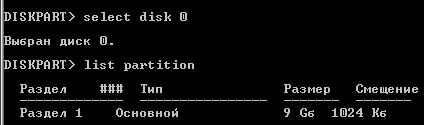 DISKPART> select disk 0
Выбран диск 0.
DISKPART> list partition
Раздел ### Тип Размер Смещение
------------- ---------------- ------- --------
Раздел 1 Основной 9 Gб 1024 Кб